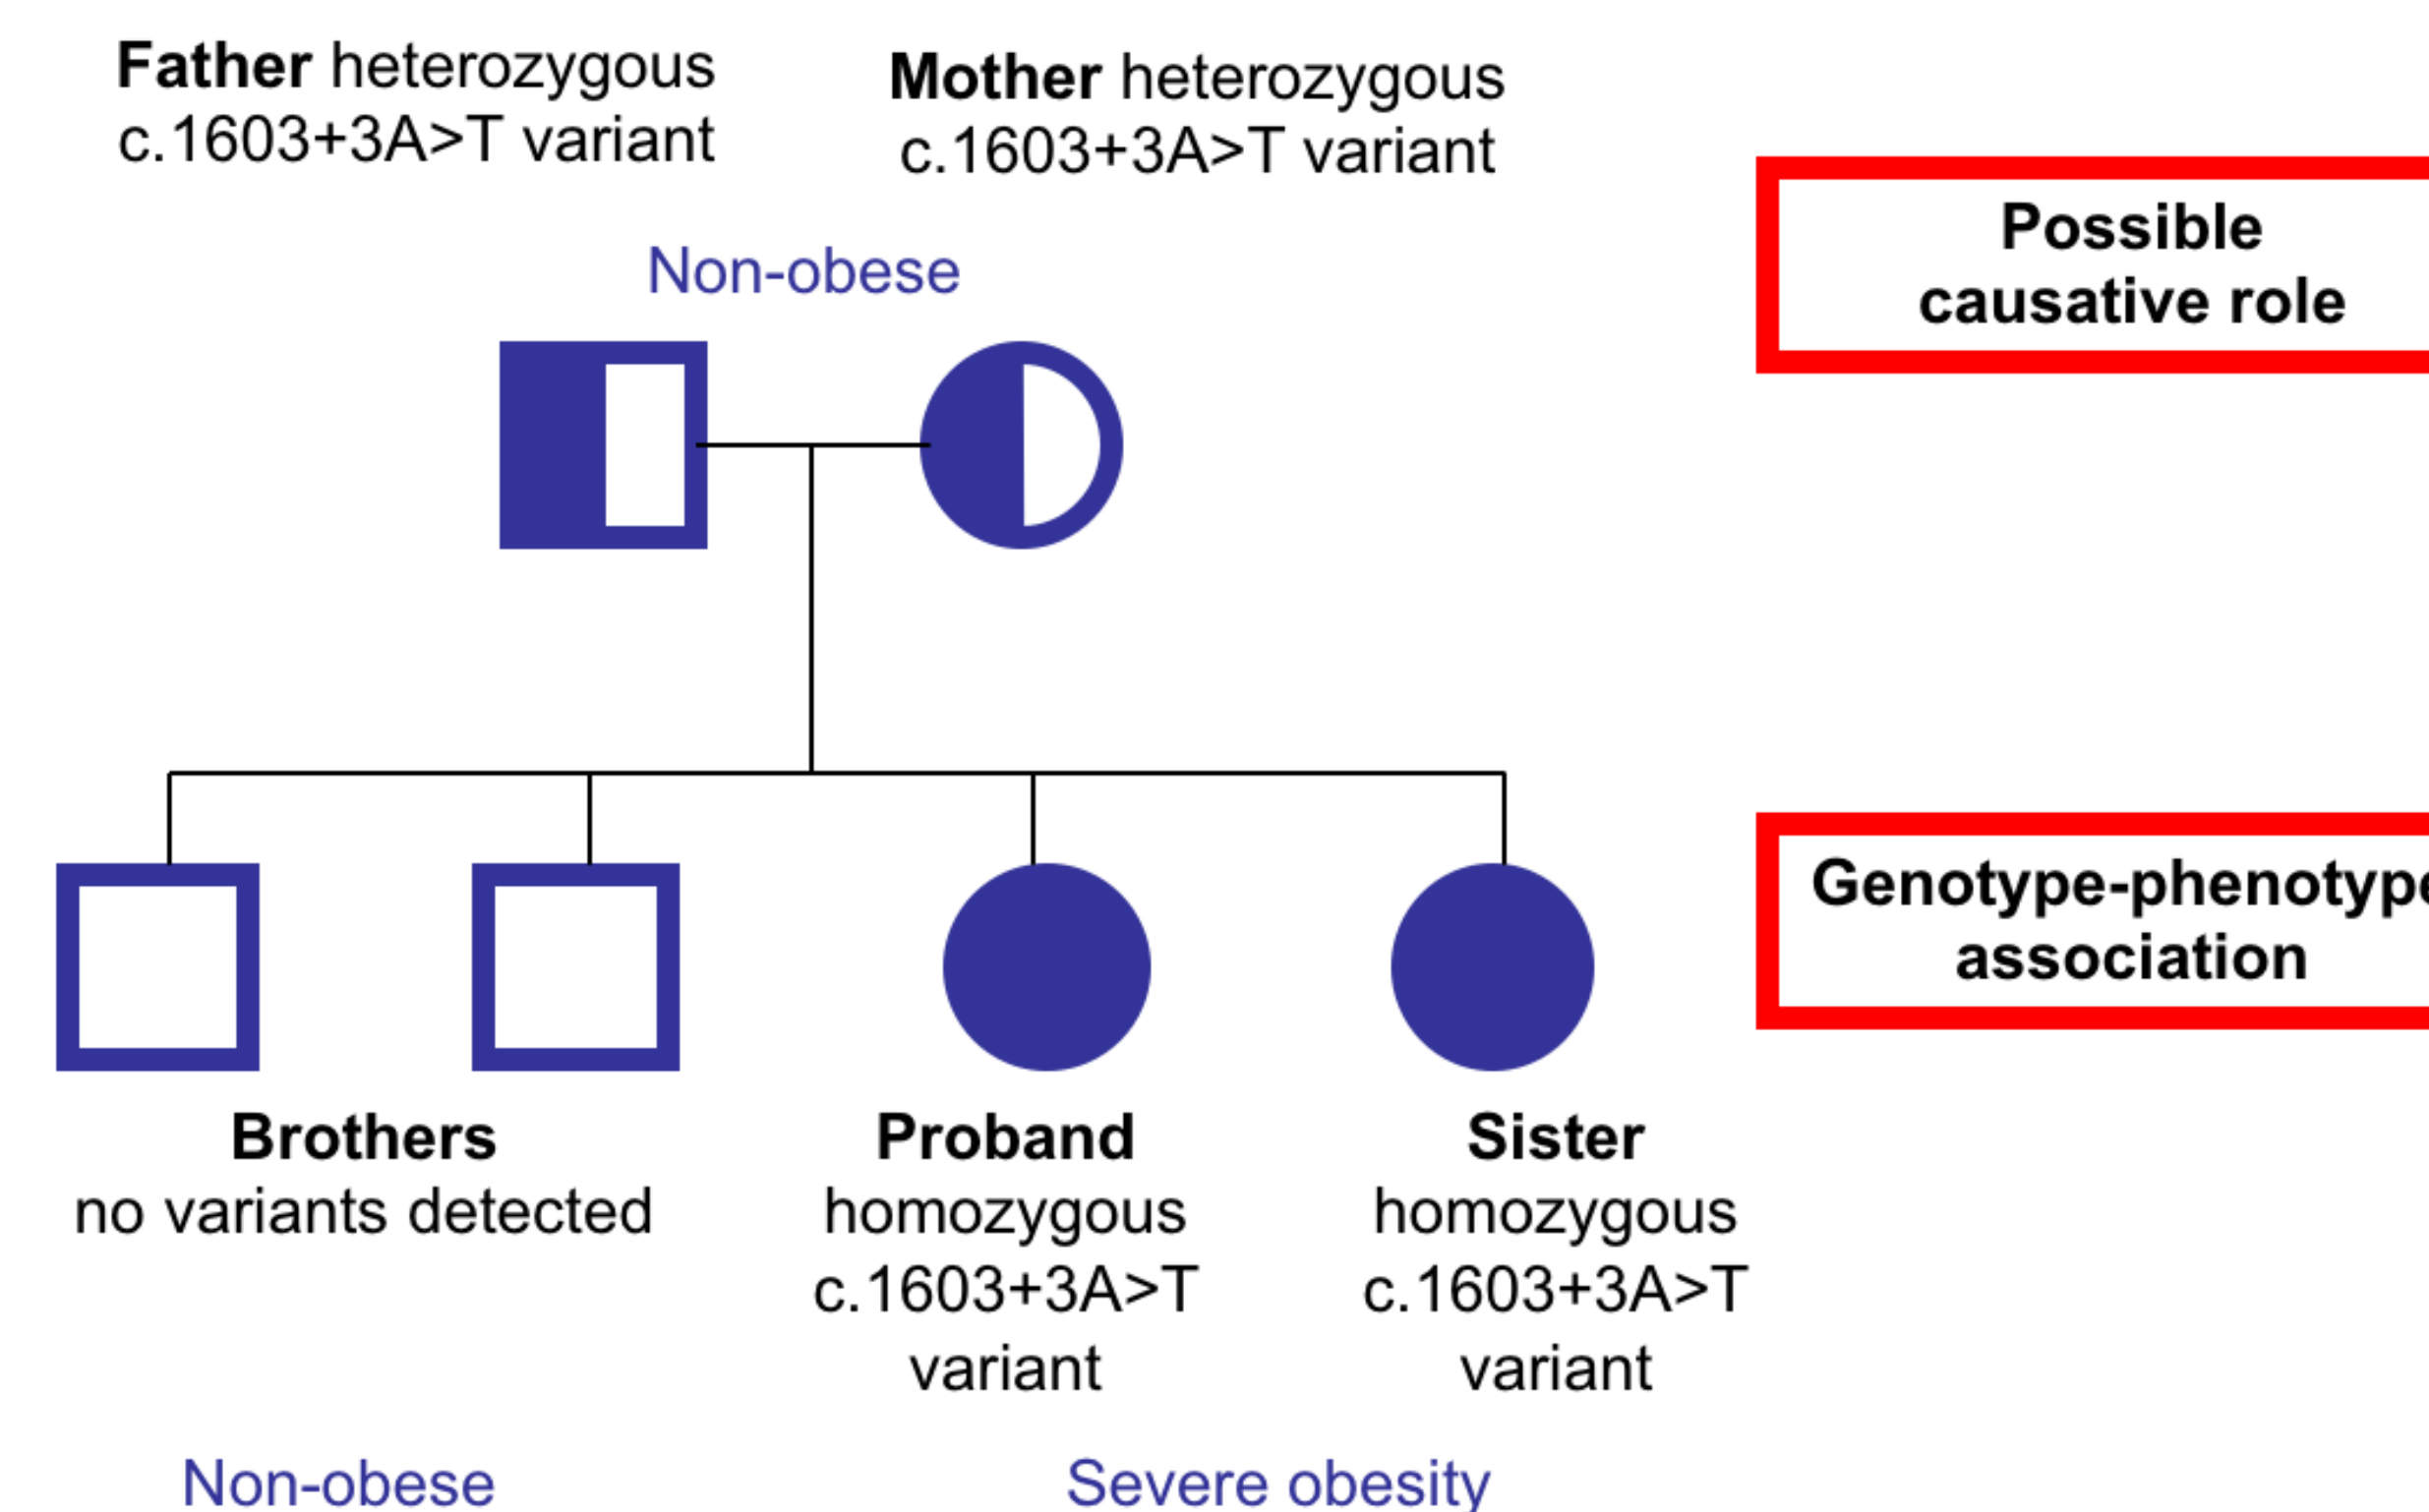 Father heterozygous
c.1603+3A>T variant
Mother heterozygous
c.1603+3A>T variant
Non-obese
Possible
causative role
Genotype-phenotype
association
Brothers
no variants detected
Proband
homozygous
c.1603+3A>T
variant
Sister
homozygous
c.1603+3A>T
variant
Non-obese
Severe obesity